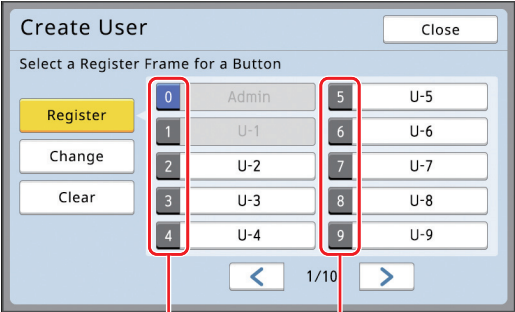 Create User
Close
Select a Register Frame for a Button
Register
Change
Clear
0 Admin
1 U-1
2 U-2
3 U-3
4 U-4
5 U-5
6 U-6
7 U-7
8 U-8
9 U-9
< 1/10 >